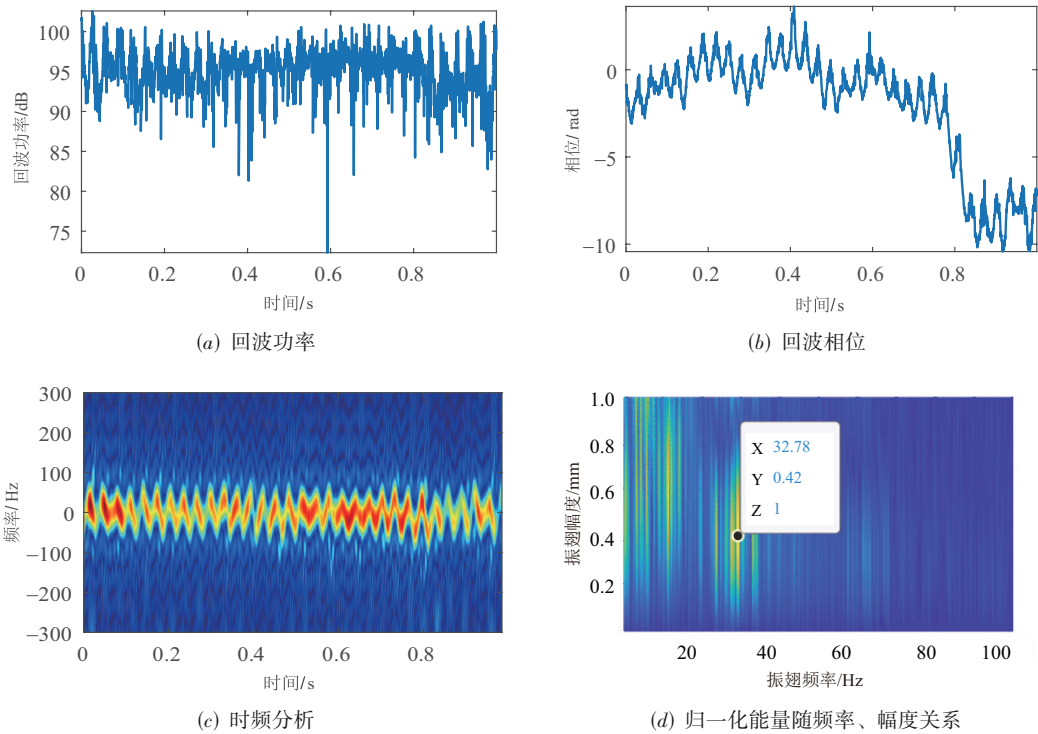 100
95
90
85
80
75
回波功率/dB
0 0.2 0.4 0.6 0.8
时间/s
(a) 回波功率
0
−5
−10
相位/ rad
0 0.2 0.4 0.6 0.8
时间/s
(b) 回波相位
300
200
100
0
−100
−200
−300
频率/ Hz
0 0.2 0.4 0.6 0.8
时间/s
(c) 时频分析
1.0
0.8
0.6
0.4
0.2
振翅幅度/mm
X 32.78
Y 0.42
Z 1
20 40 60 80 100
振翅频率/Hz
(d) 归一化能量随频率、幅度关系